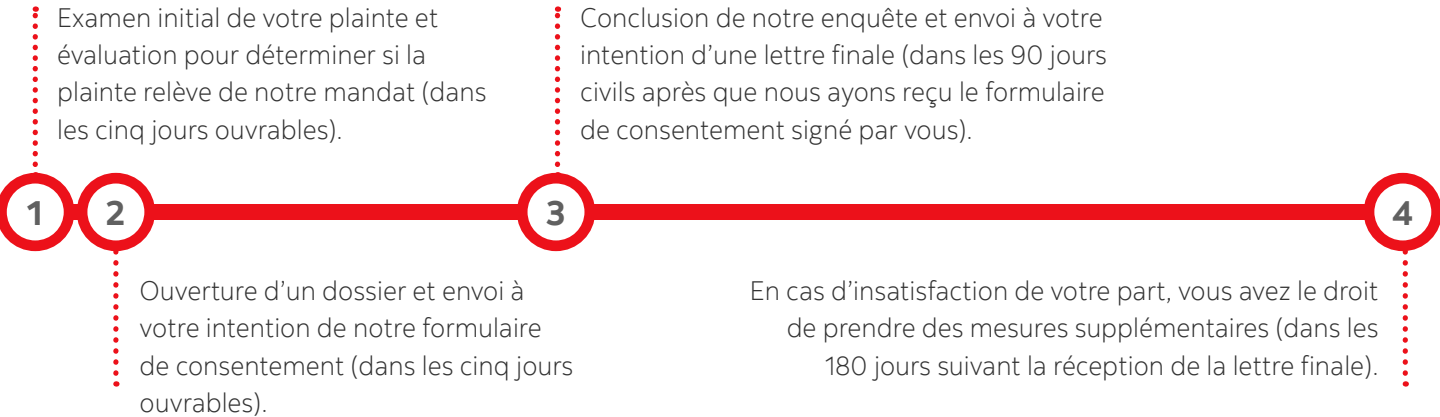 Examen initial de votre plainte et
évaluation pour déterminer si la
plainte relève de notre mandat (dans
les cinq jours ouvrables).
Conclusion de notre enquête et envoi à votre
intention d’une lettre finale (dans les 90 jours
civils après que nous ayons reçu le formulaire
de consentement signé par vous).
1
2
3
4
Ouverture d’un dossier et envoi à
votre intention de notre formulaire
de consentement (dans les cinq jours
ouvrables).
En cas d’insatisfaction de votre part, vous avez le droit
de prendre des mesures supplémentaires (dans les
180 jours suivant la réception de la lettre finale).